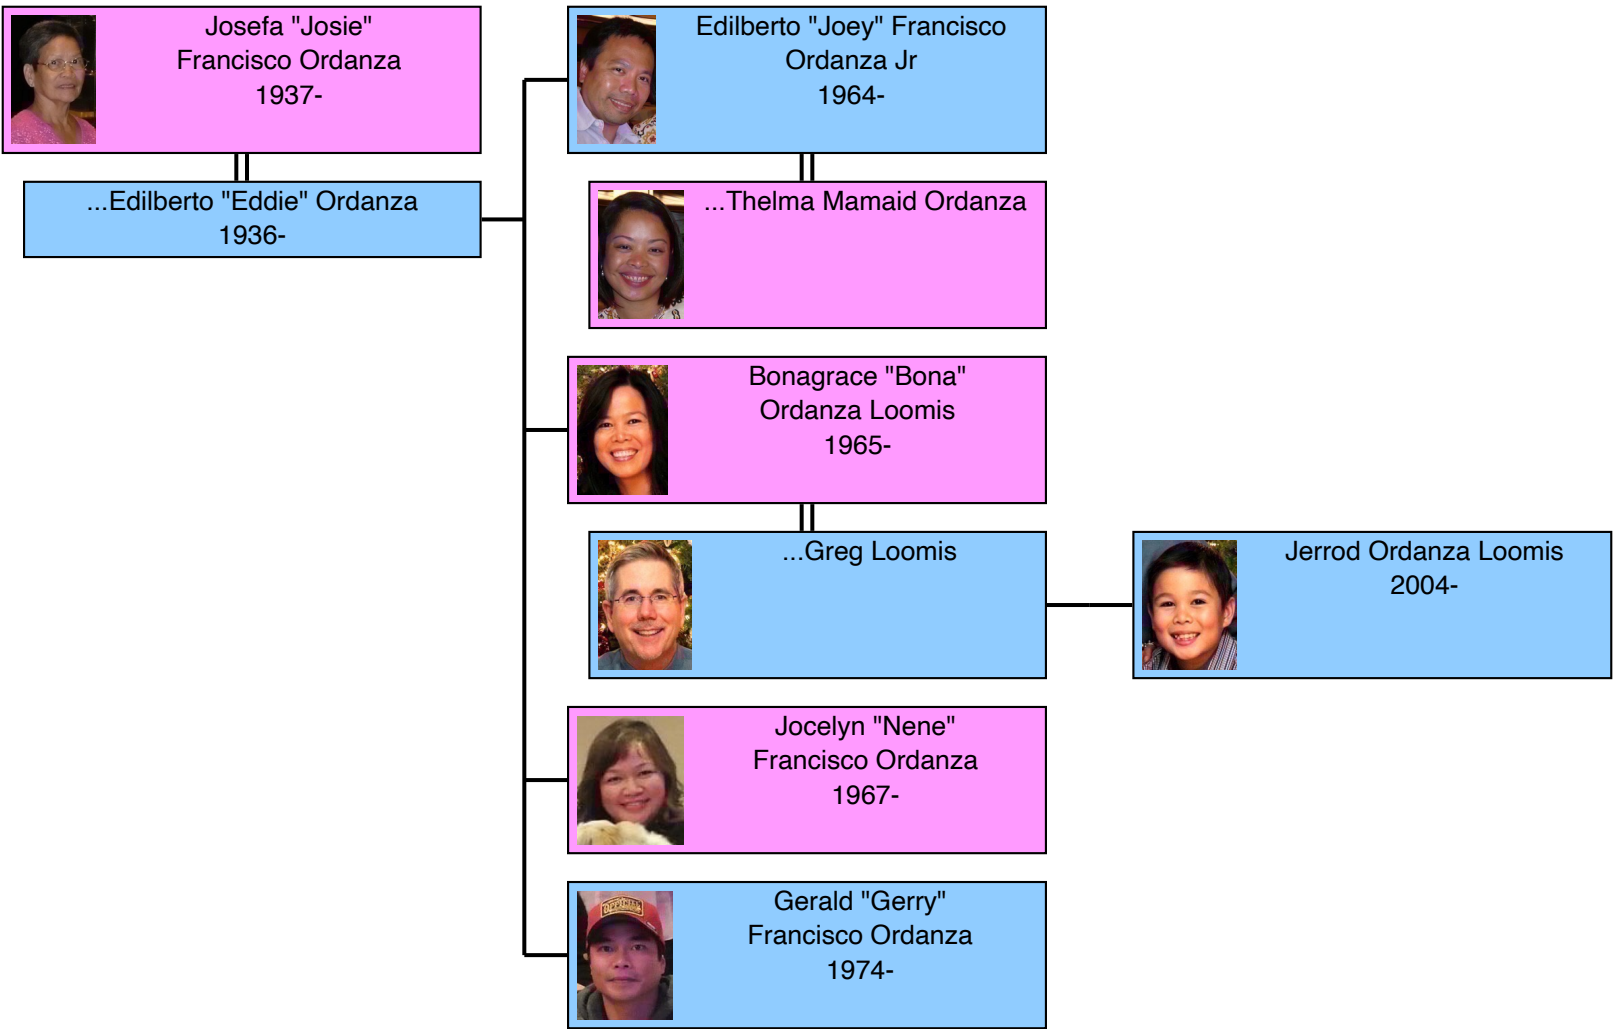 Josefa "Josie"
Francisco Ordanza
1937-
...Edilberto "Eddie" Ordanza
1936-
Edilberto "Joey" Francisco
Ordanza Jr
1964-
...Thelma Mamaid Ordanza
Bonagrace "Bona"
Ordanza Loomis
1965-
...Greg Loomis
Jerrod Ordanza Loomis
2004-
Jocelyn "Nene"
Francisco Ordanza
1967-
Gerald "Gerry"
Francisco Ordanza
1974-
OFFICIAL